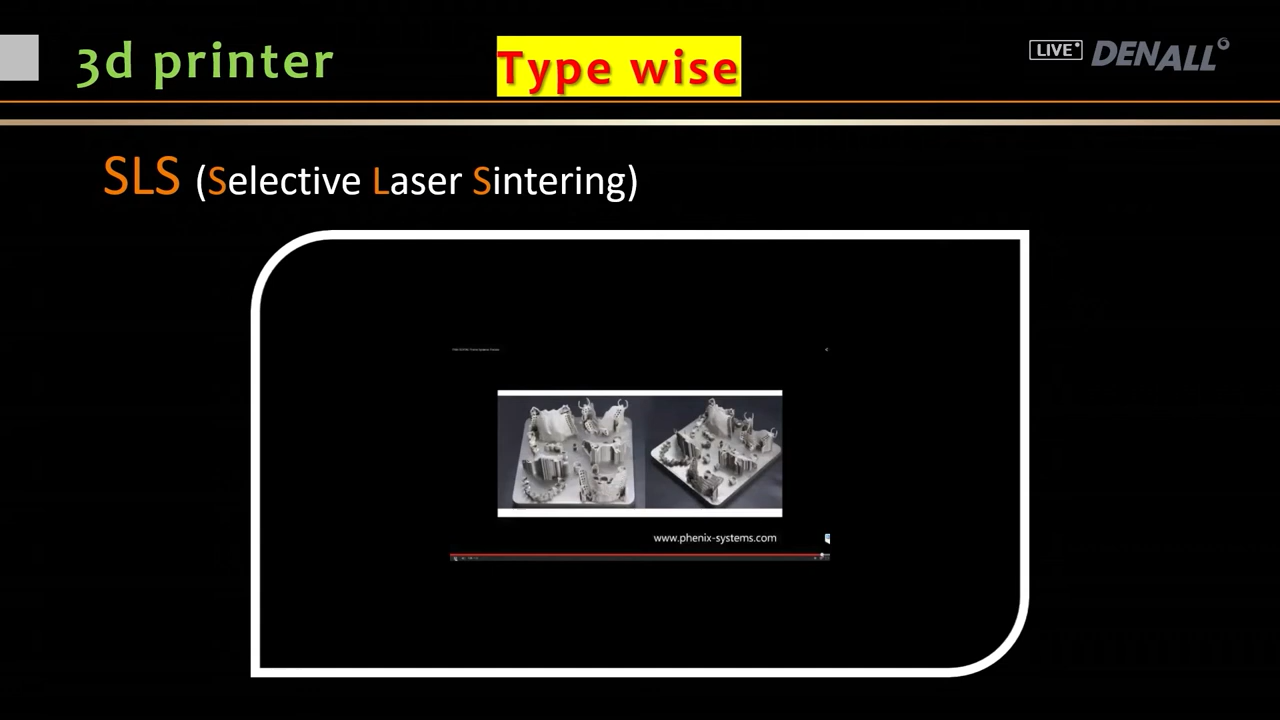 3d printer
Type wise
LIVE
DENALL
SLS (Selective Laser Sintering)
www.phenix-systems.com